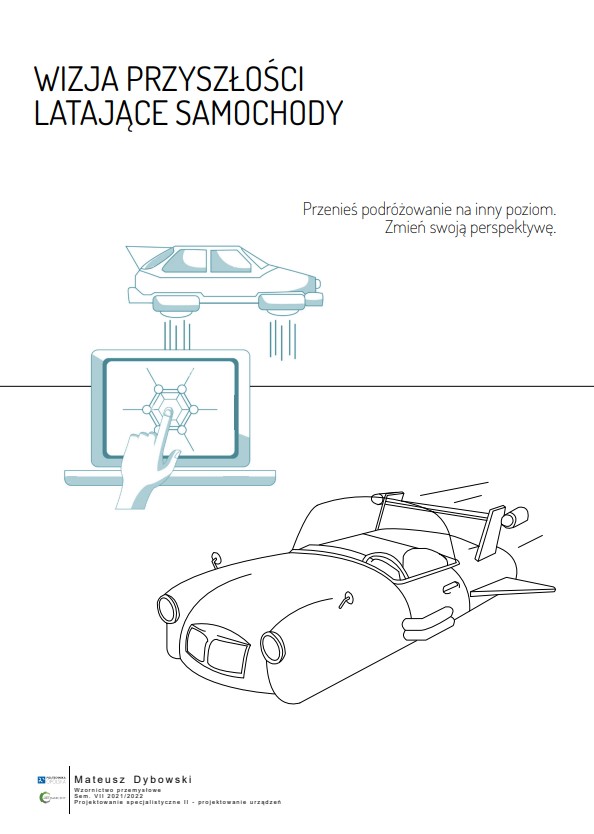 WIZJA PRZYSZŁOŚCI
LATAJĄCE SAMOCHODY
Przenieś podróżowanie na inny poziom.
Zmień swoją perspektywę.
Mateusz Dybowski
Wzornictwo przemysłowe
Sem. VII 2021/2022
Projektowanie specjalistyczne II - projektowanie urządzeń